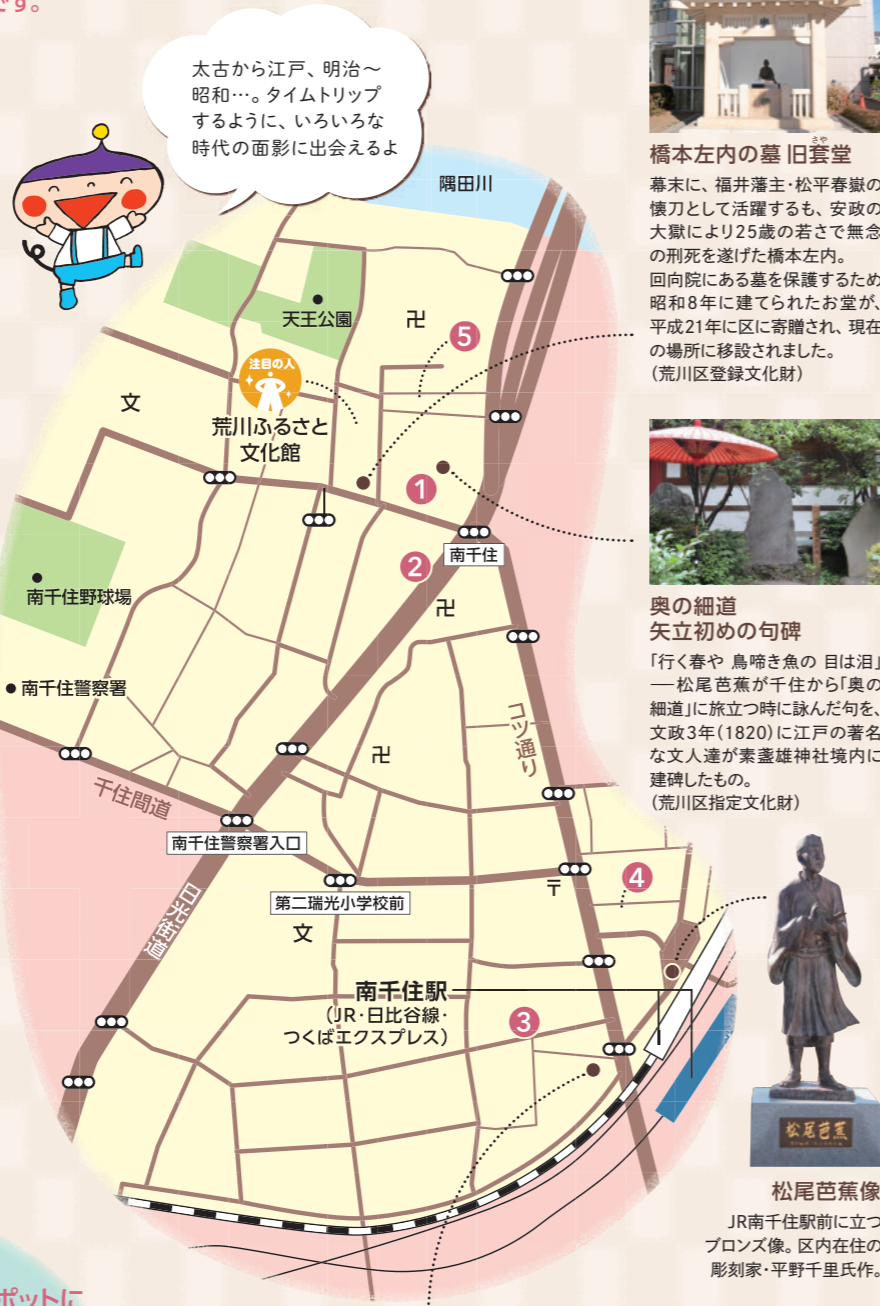 です。
太古から江戸、明治〜
昭和…。タイムトリップ
するように、いろいろな
時代の面影に出会えるよ
隅田川
天王公園
卍
5
注目の人
文
荒川ふるさと
文化館
1
南千住
2
卍
南千住野球場
南千住警察署
コツ通り
卍
千住間道
南千住警察署入口
日光街道
第二瑞光小学校前
文
〒
4
南千住駅
(JR・日比谷線・
つくばエクスプレス)
3
橋本左内の墓 旧套堂
さや
幕末に、福井藩主・松平春嶽の
懐刀として活躍するも、安政の
大獄により25歳の若さで無念
の刑死を遂げた橋本左内。
回向院にある墓を保護するため
昭和8年に建てられたお堂が、
平成21年に区に寄贈され、現在
の場所に移設されました。
(荒川区登録文化財)
奥の細道
矢立初めの句碑
「行く春や 鳥啼き魚の 目は泪」
──松尾芭蕉が千住から「奥の
細道」に旅立つ時に詠んだ句を、
文政3年(1820)に江戸の著名
な文人達が素盞雄神社境内に
建碑したもの。
(荒川区指定文化財)
松尾芭蕉
松尾芭蕉像
JR南千住駅前に立つ
ブロンズ像。区内在住の
彫刻家・平野千里氏作。
ポットに